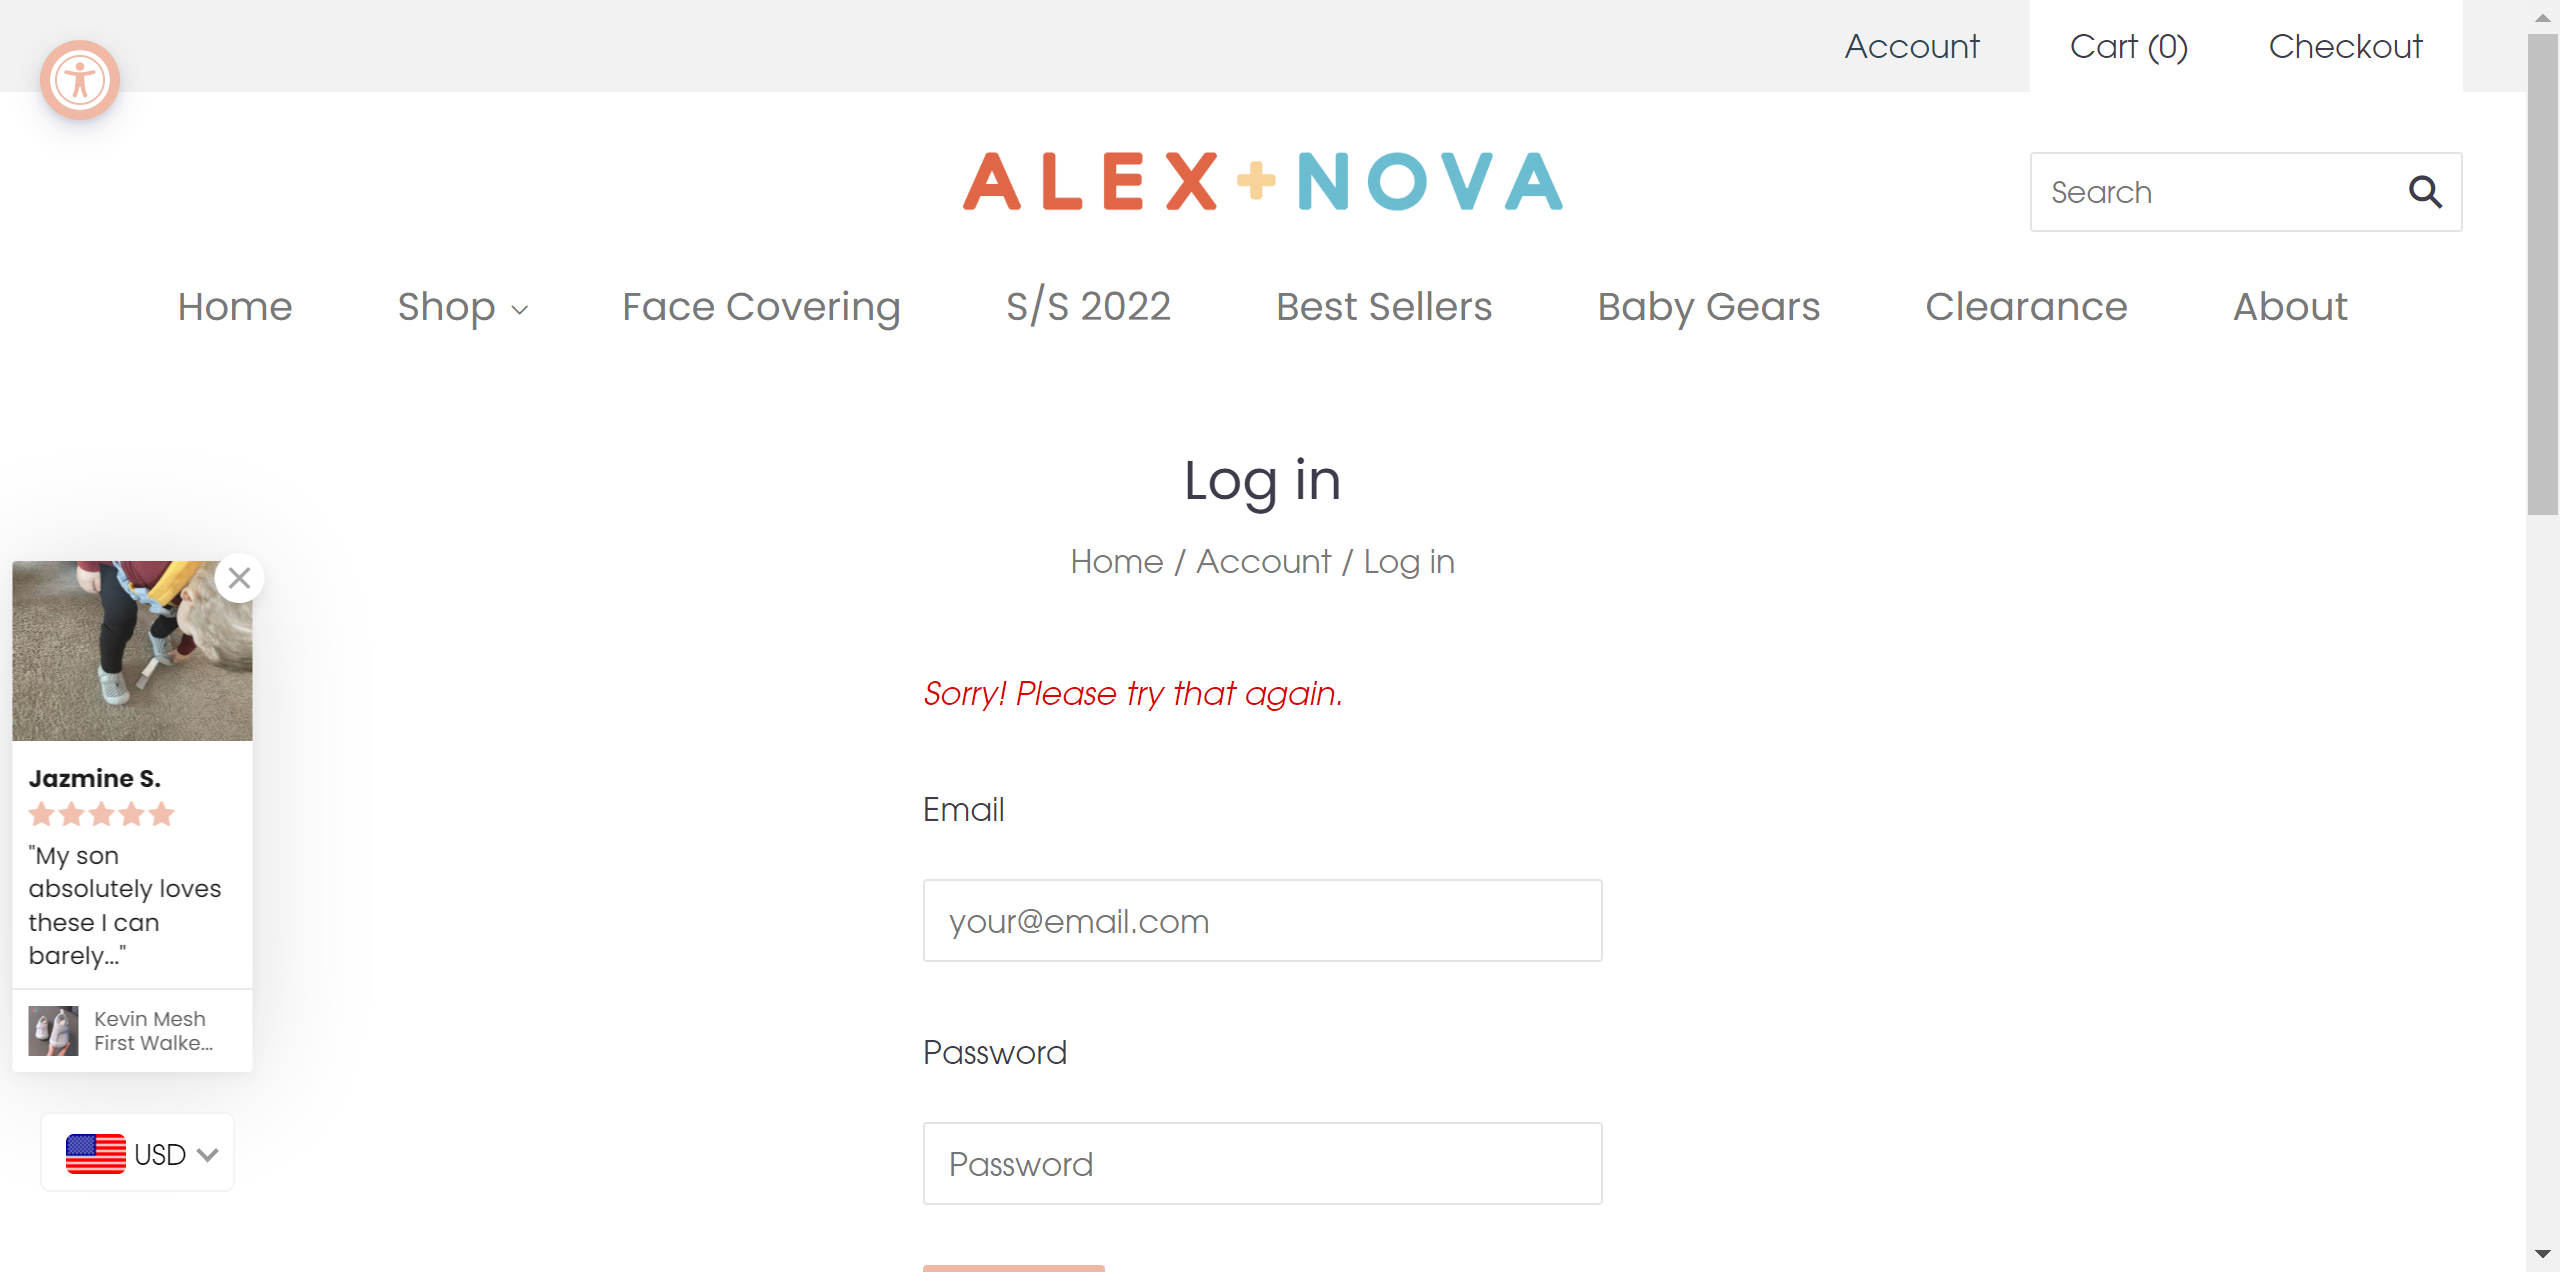 Account
Cart (0)
Checkout
ALEX+NOVA
Search
Home
Shop
Face Covering
S/S 2022
Best Sellers
Baby Gears
Clearance
About
Log in
Home / Account / Log in
Sorry! Please try that again.
Email
your@email.com
Password
Password
Jazmine S.
"My son
absolutely loves
these I can
barely..."
Kevin Mesh
First Walke...
USD